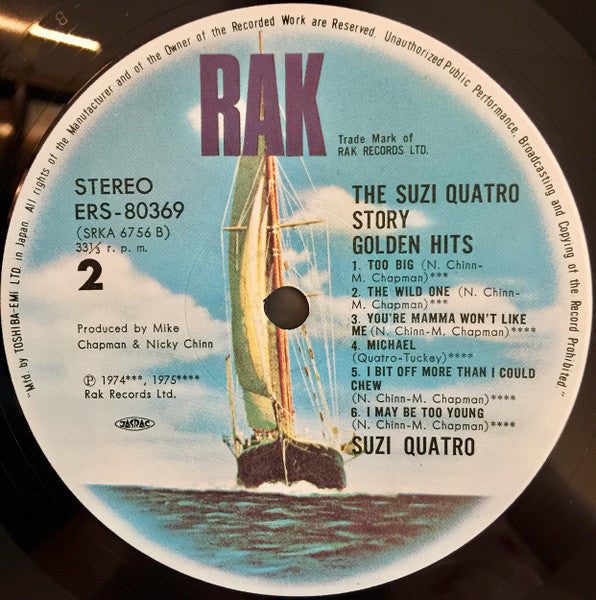 "Mfd by TOSHIBA-EMI LTD. in Japan. All rights of the Manufacturer and of the Owner of the Recorded Work are Reserved. Unauthorized Public Performance, Broadcasting and Copying of the Record Prohibited."
RAK
Trade Mark of
RAK RECORDS LTD.
STEREO
ERS-80369
(SRKA 6756 B)
33⅓ r. p. m.
2
Produced by Mike
Chapman & Nicky Chinn
Ⓟ 1974***, 1975****
Rak Records Ltd.
JASRAC
THE SUZI QUATRO
STORY
GOLDEN HITS
1. TOO BIG (N. Chinn-
M. Chapman)***
2. THE WILD ONE (N. Chinn-
M. Chapman)***
3. YOU'RE MAMMA WON'T LIKE
ME (N. Chinn-M. Chapman)****
4. MICHAEL
(Quatro-Tuckey)****
5. I BIT OFF MORE THAN I COULD
CHEW
(N. Chinn-M. Chapman)****
6. I MAY BE TOO YOUNG
(N. Chinn-M. Chapman)****
SUZI QUATRO